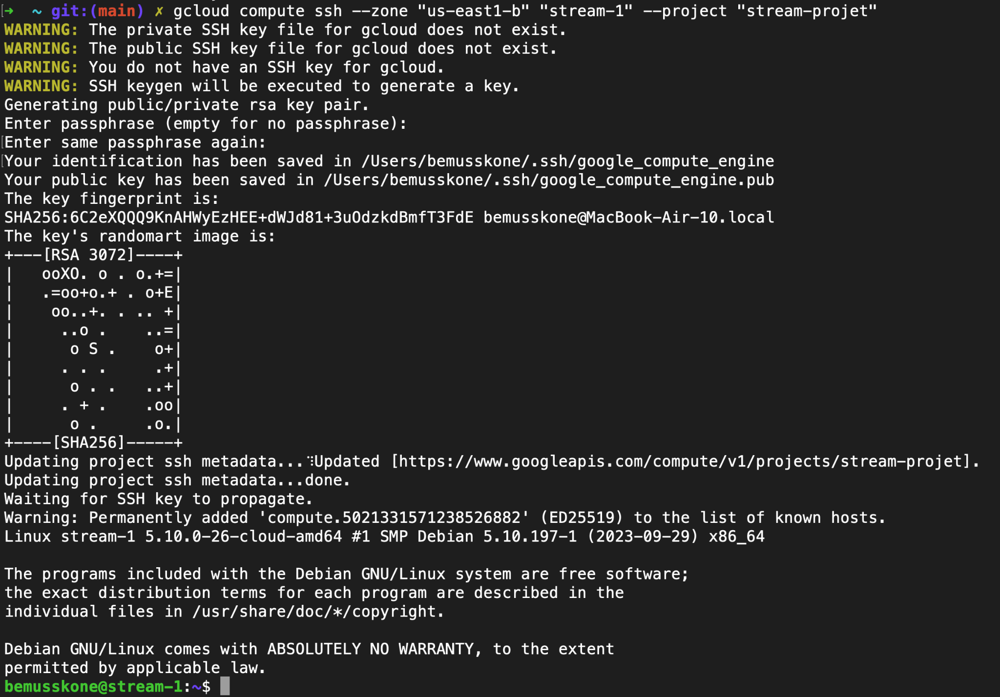 ➜  ~ git:(main) ✗ gcloud compute ssh --zone "us-east1-b" "stream-1" --project "stream-projet"
WARNING: The private SSH key file for gcloud does not exist.
WARNING: The public SSH key file for gcloud does not exist.
WARNING: You do not have an SSH key for gcloud.
WARNING: SSH keygen will be executed to generate a key.
Generating public/private rsa key pair.
Enter passphrase (empty for no passphrase):
Enter same passphrase again:
Your identification has been saved in /Users/bemusskone/.ssh/google_compute_engine
Your public key has been saved in /Users/bemusskone/.ssh/google_compute_engine.pub
The key fingerprint is:
SHA256:6C2eXQQQ9KnAHWyEzHEE+dWJd81+3uOdzkdBmfT3FdE bemusskone@MacBook-Air-10.local
The key's randomart image is:
+---[RSA 3072]----+
|   ooXO. o . o.+=|
|   .=oo+o.+ . o+E|
|    oo..+. . .. +|
|     ..o .    ..=|
|      o S .    o+|
|     . . .     .+|
|      o . .   ..+|
|     . + .    .oo|
|      o .     .o.|
+----[SHA256]-----+
Updating project ssh metadata...⠹Updated [https://www.googleapis.com/compute/v1/projects/stream-projet].
Updating project ssh metadata...done.
Waiting for SSH key to propagate.
Warning: Permanently added 'compute.5021331571238526882' (ED25519) to the list of known hosts.
Linux stream-1 5.10.0-26-cloud-amd64 #1 SMP Debian 5.10.197-1 (2023-09-29) x86_64

The programs included with the Debian GNU/Linux system are free software;
the exact distribution terms for each program are described in the
individual files in /usr/share/doc/*/copyright.

Debian GNU/Linux comes with ABSOLUTELY NO WARRANTY, to the extent
permitted by applicable law.
bemusskone@stream-1:~$